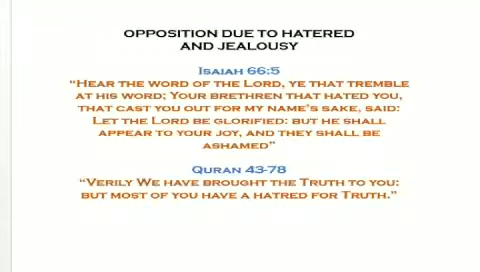 OPPOSITION DUE TO HATERED
AND JEALOUSY
ISAIAH 66:5
“HEAR THE WORD OF THE LORD, YE THAT TREMBLE
AT HIS WORD; YOUR BRETHREN THAT HATED YOU,
THAT CAST YOU OUT FOR MY NAME’S SAKE, SAID:
LET THE LORD BE GLORIFIED: BUT HE SHALL
APPEAR TO YOUR JOY, AND THEY SHALL BE
ASHAMED”
QURAN 43-78
“VERILY WE HAVE BROUGHT THE TRUTH TO YOU:
BUT MOST OF YOU HAVE A HATRED FOR TRUTH.”